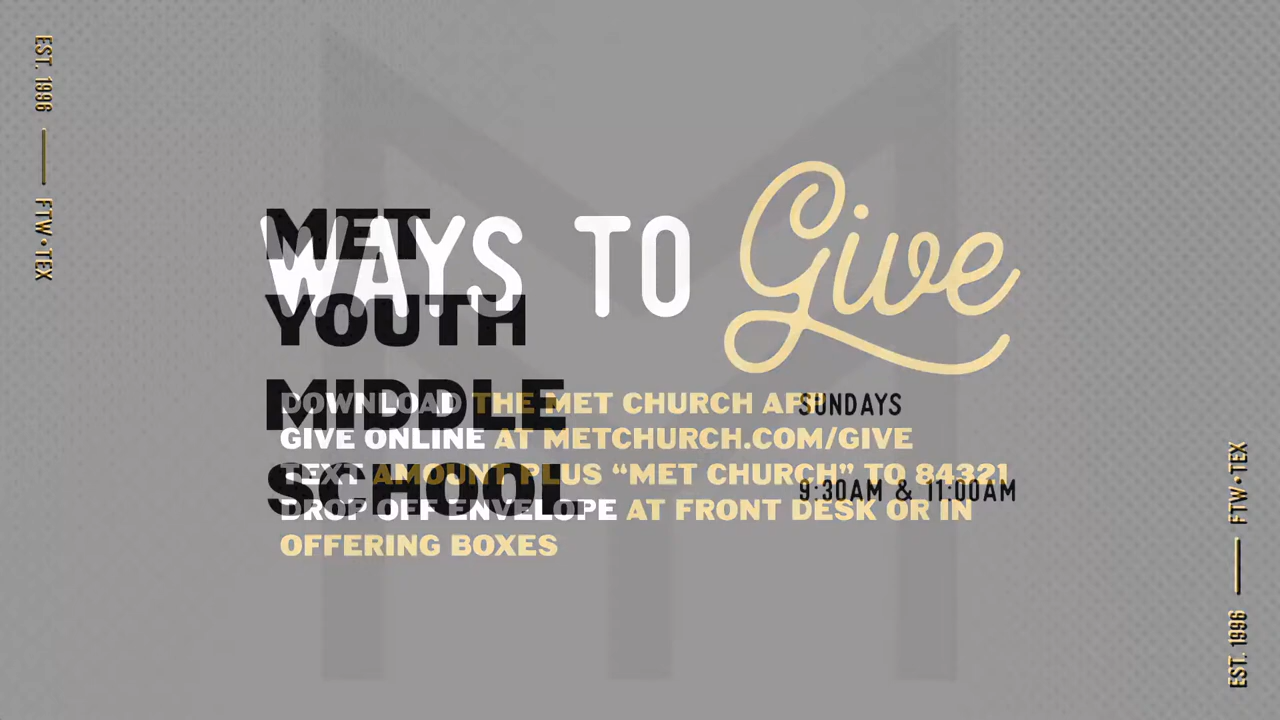 EST. 1996 — FTW•TEX
WAYS TO Give
DOWNLOAD THE MET CHURCH APP
GIVE ONLINE AT METCHURCH.COM/GIVE
TEXT AMOUNT PLUS “MET CHURCH” TO 84321
DROP OFF ENVELOPE AT FRONT DESK OR IN
OFFERING BOXES
MET
YOUTH
MIDDLE
SCHOOL
SUNDAYS
9:30AM & 11:00AM
EST. 1996 — FTW•TEX